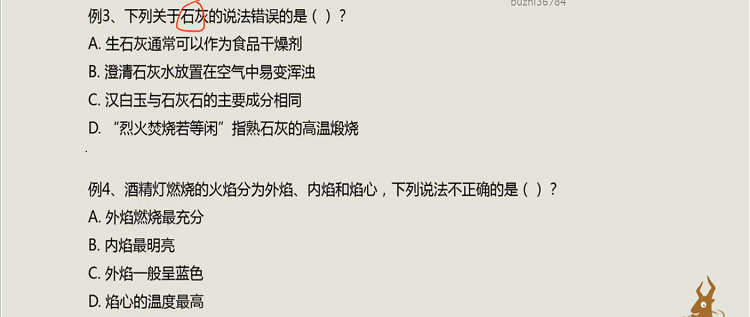 buzhi36784
例3、下列关于石灰的说法错误的是（ ）？
A. 生石灰通常可以作为食品干燥剂
B. 澄清石灰水放置在空气中易变浑浊
C. 汉白玉与石灰石的主要成分相同
D. “烈火焚烧若等闲”指熟石灰的高温煅烧
例4、酒精灯燃烧的火焰分为外焰、内焰和焰心，下列说法不正确的是（ ）？
A. 外焰燃烧最充分
B. 内焰最明亮
C. 外焰一般呈蓝色
D. 焰心的温度最高